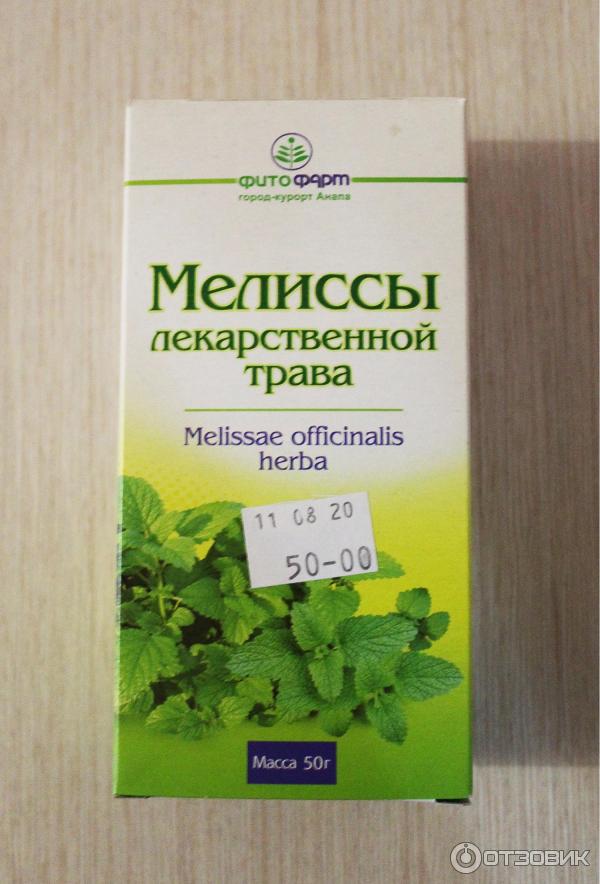 ФИТОФАРМ
город-курорт Анапа
Мелиссы
лекарственной
трава
Melissae officinalis
herba
11 08 20
50-00
Масса 50г
ОТЗОВИК